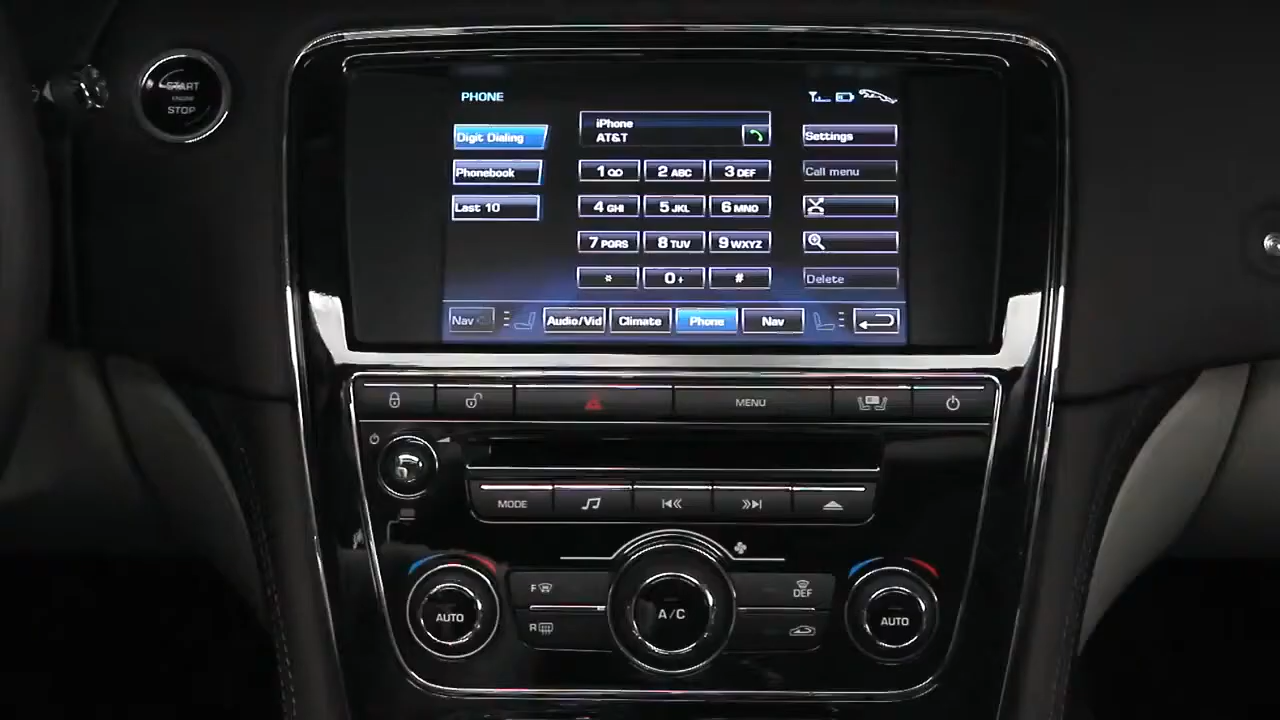 START
ENGINE
STOP
PHONE
Digit Dialing
Phonebook
Last 10
iPhone
AT&T
1
2 ABC
3 DEF
4 GHI
5 JKL
6 MNO
7 PQRS
8 TUV
9 WXYZ
*
0+
#
Settings
Call menu
Delete
Nav
Audio/Vid
Climate
Phone
Nav
MENU
MODE
F
DEF
R
AUTO
A/C
AUTO